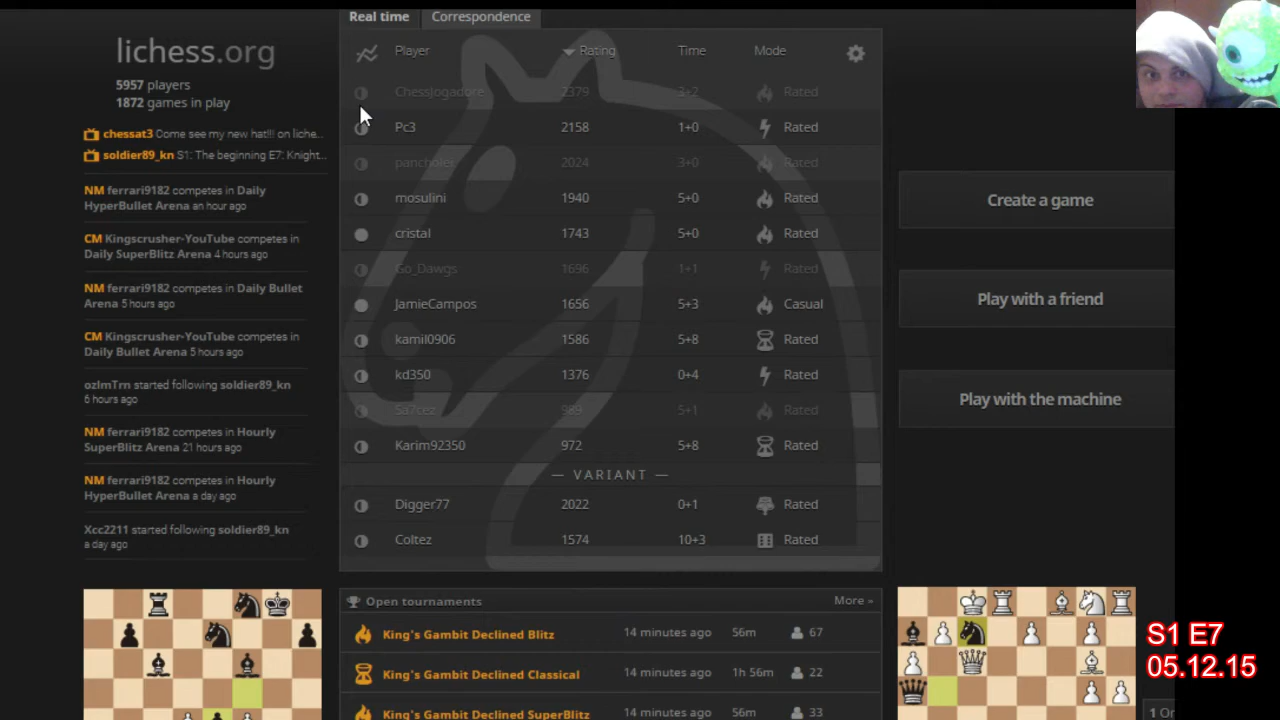 lichess.org
5957 players
1872 games in play
chessat3 Come see my new hat!!! on liche...
soldier89_kn S1: The beginning E7: Knight...
NM ferrari9182 competes in Daily
HyperBullet Arena an hour ago
CM Kingscrusher-YouTube competes in
Daily SuperBlitz Arena 4 hours ago
NM ferrari9182 competes in Daily Bullet
Arena 5 hours ago
CM Kingscrusher-YouTube competes in
Daily Bullet Arena 5 hours ago
ozlmTrn started following soldier89_kn
6 hours ago
NM ferrari9182 competes in Hourly
SuperBlitz Arena 21 hours ago
NM ferrari9182 competes in Hourly
HyperBullet Arena a day ago
Xcc2211 started following soldier89_kn
a day ago
Real time Correspondence
Player Rating Time Mode
ChessJogadore 2379 3+2 Rated
Pc3 2158 1+0 Rated
2024 3+0 Rated
mosulini 1940 5+0 Rated
cristal 1743 5+0 Rated
Go_Dawgs 1696 1+1 Rated
JamieCampos 1656 5+3 Casual
kamil0906 1586 5+8 Rated
kd350 1376 0+4 Rated
Sa7cez 989 5+1 Rated
Karim92350 972 5+8 Rated
— VARIANT —
Digger77 2022 0+1 Rated
Coltez 1574 10+3 Rated
Open tournaments More »
King's Gambit Declined Blitz 14 minutes ago 56m 67
King's Gambit Declined Classical 14 minutes ago 1h 56m 22
King's Gambit Declined SuperBlitz 14 minutes ago 56m 33
Create a game
Play with a friend
Play with the machine
S1 E7
05.12.15